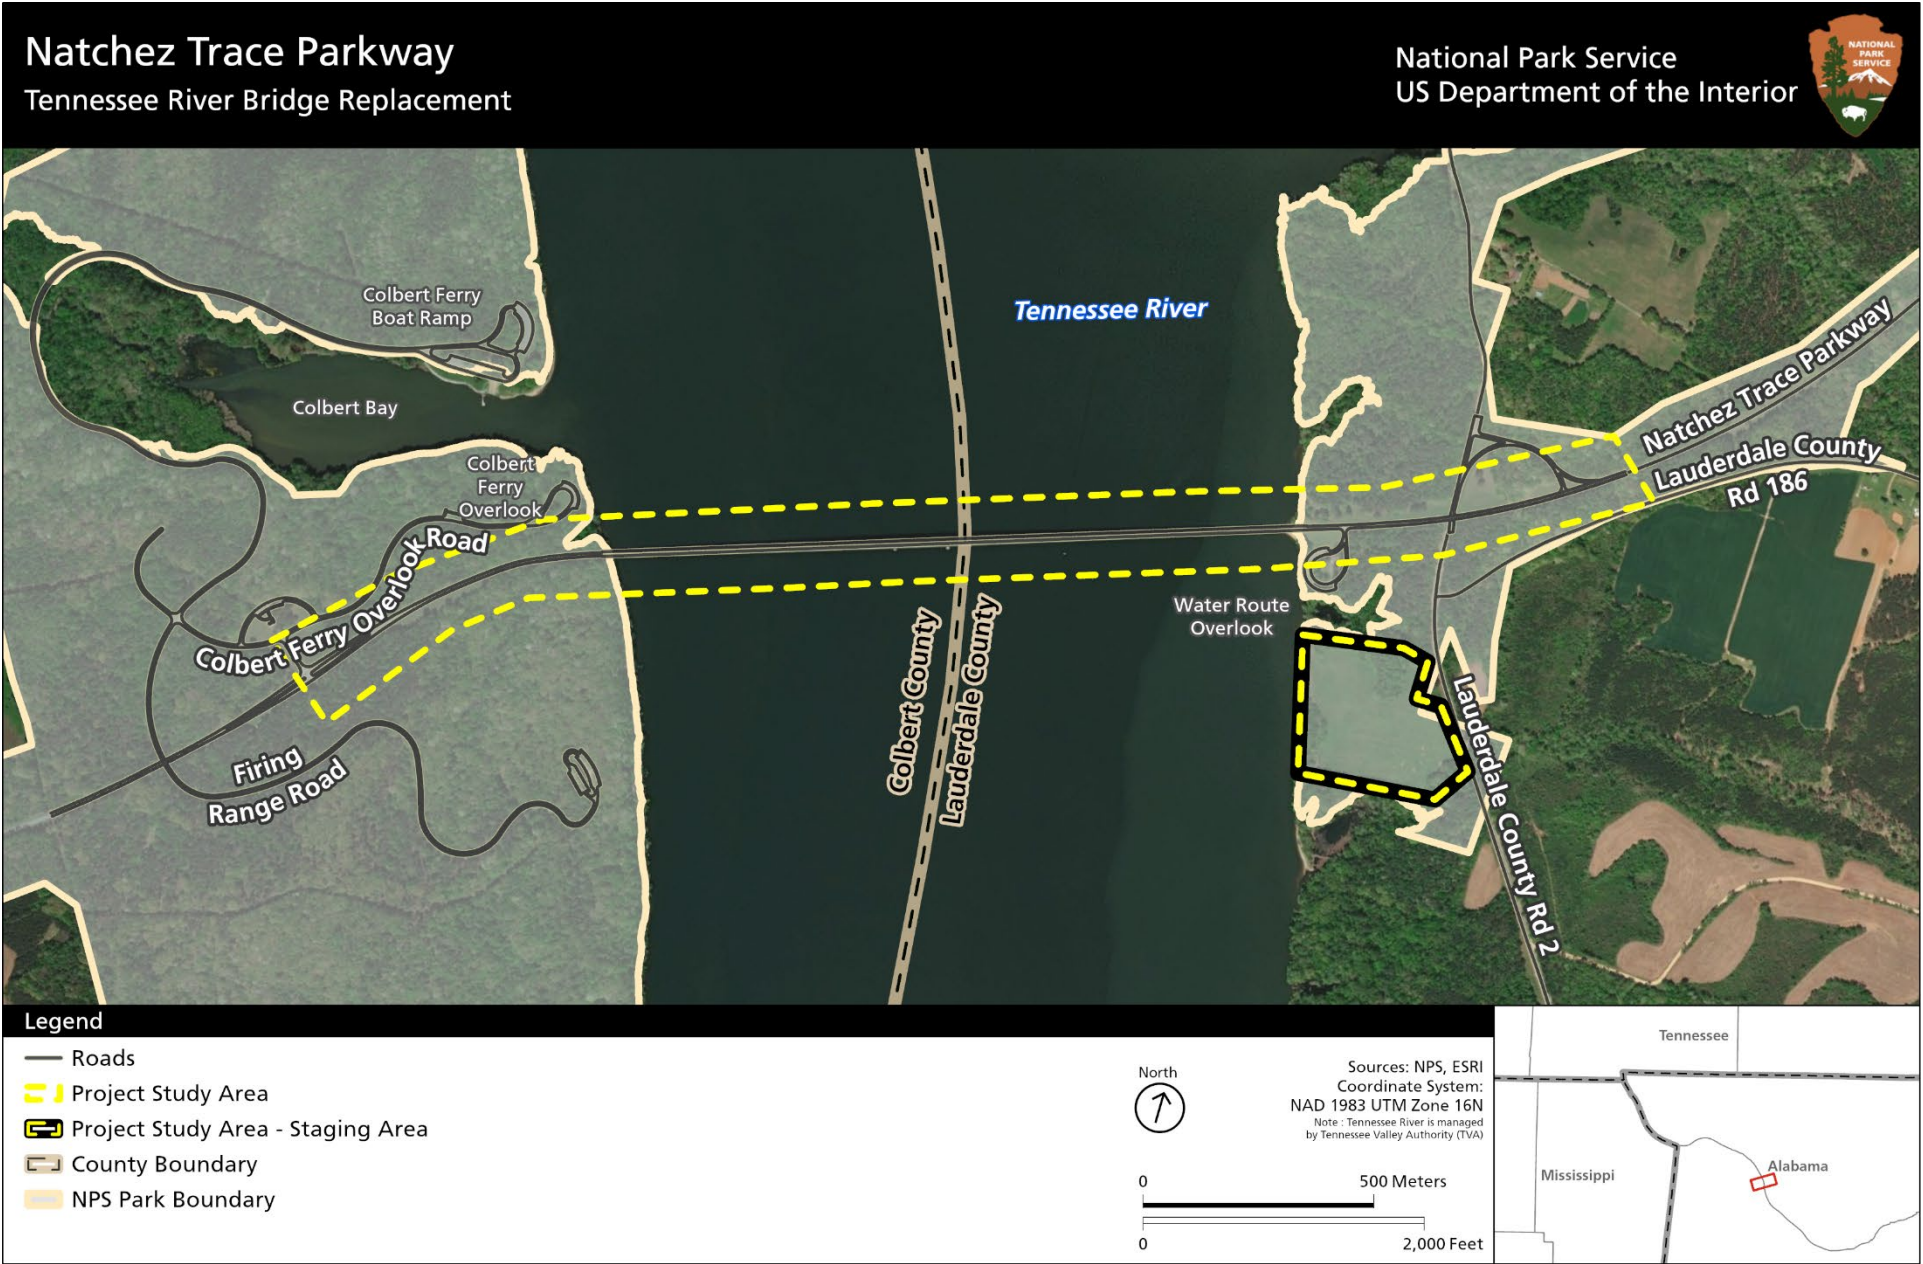 Natchez Trace Parkway
Tennessee River Bridge Replacement
National Park Service
US Department of the Interior
NATIONAL
PARK
SERVICE
Colbert Ferry
Boat Ramp
Tennessee River
Colbert Bay
Colbert
Ferry
Overlook
Natchez Trace Parkway
Lauderdale County
Rd 186
Colbert Ferry Overlook Road
Water Route
Overlook
Colbert County
Lauderdale County
Firing
Range Road
Lauderdale County Rd 2
Legend
Roads
Project Study Area
Project Study Area - Staging Area
County Boundary
NPS Park Boundary
North
Sources: NPS, ESRI
Coordinate System:
NAD 1983 UTM Zone 16N
Note : Tennessee River is managed
by Tennessee Valley Authority (TVA)
0 500 Meters
0 2,000 Feet
Tennessee
Mississippi
Alabama